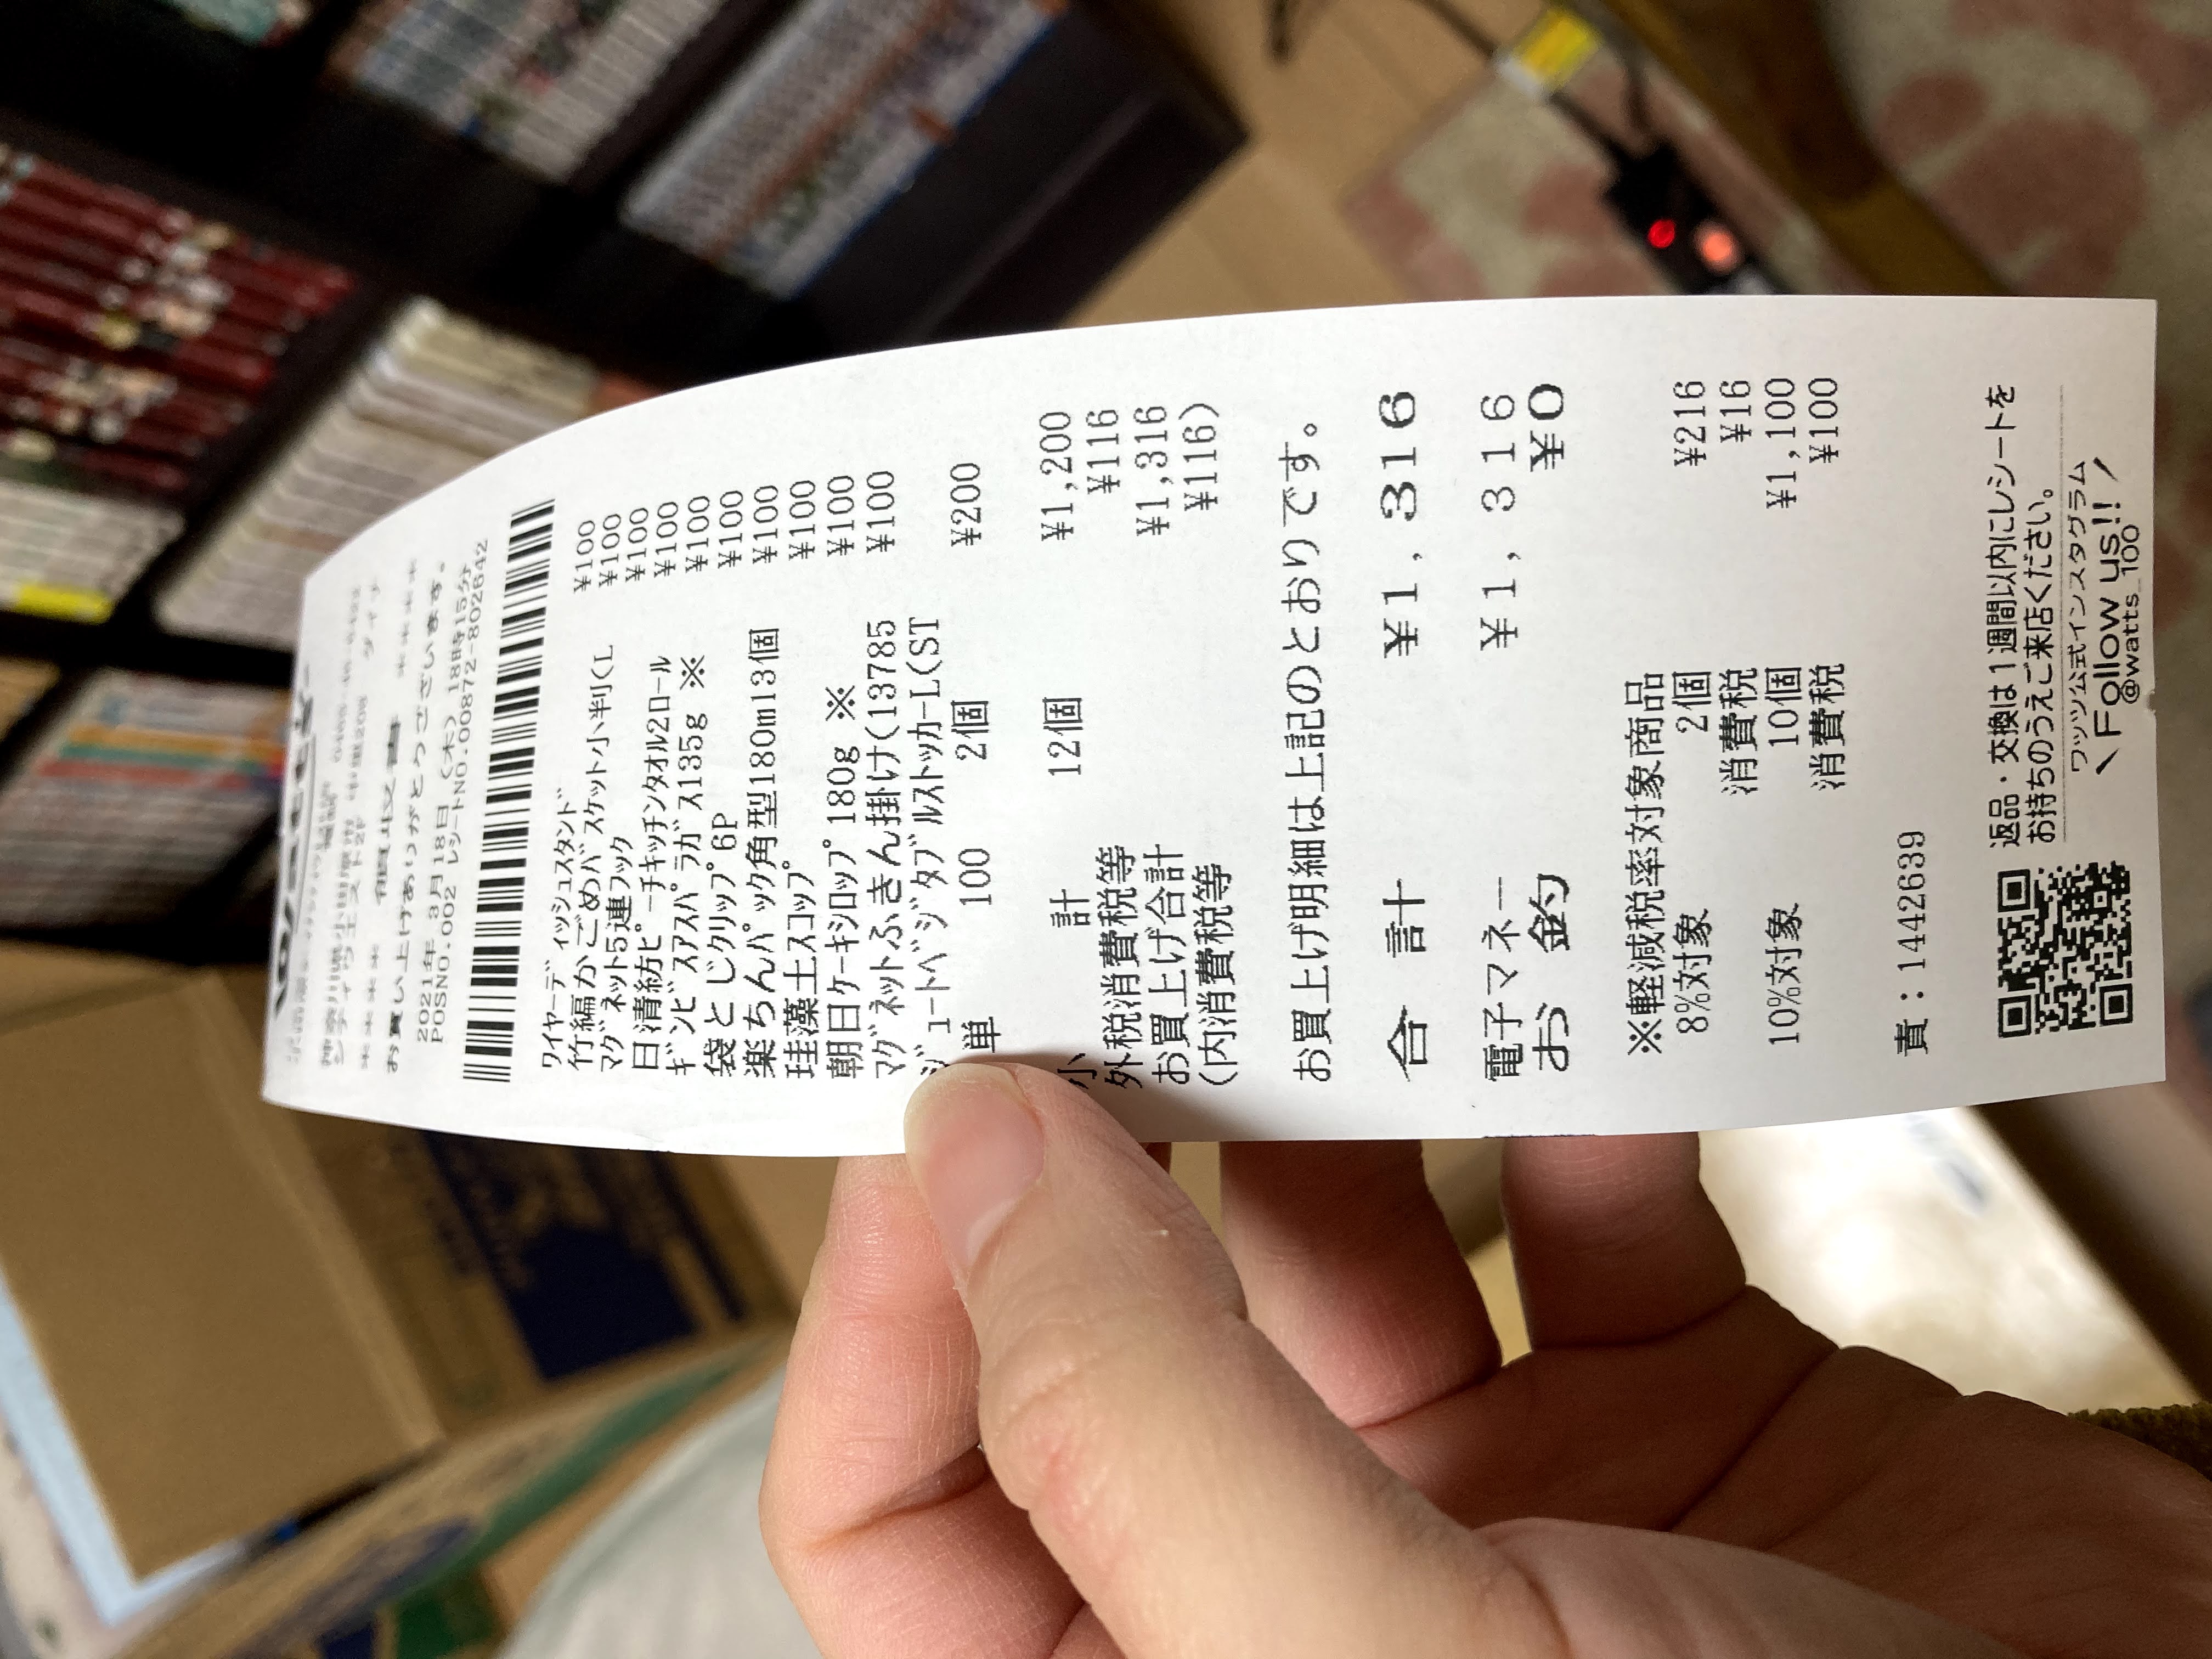 Watts
電話 0465-46-6422
神奈川県小田原市 中里208 ダイナ
シティウエスト2F
**** 領収書 ****
お買い上げありがとうございます。
2021年 3月18日 (木) 18時15分
POSNO.002 レシートNO.00872-802642
ワイヤーディッシュスタンド ¥100
竹編かごめバスケット小判(L ¥100
マグネット5連フック ¥100
日清紡ピーチキッチンタオル2ロール ¥100
ギンビスアスパラガス135g ※ ¥100
袋とじクリップ6P ¥100
楽ちんパック角型180ml3個 ¥100
珪藻土スコップ ¥100
朝日ケーキシロップ180g ※ ¥100
マグネットふきん掛け(13785 ¥100
ジュートベジタブルストッカーL(ST
単 100 2個 ¥200
小 計 12個 ¥1,200
外税消費税等 ¥116
お買上げ合計 ¥1,316
(内消費税等 ¥116)
お買上げ明細は上記のとおりです。
合 計 ¥1,316
電子マネー ¥1,316
お 釣 ¥0
※軽減税率対象商品
8%対象 2個 ¥216
消費税 ¥16
10%対象 10個 ¥1,100
消費税 ¥100
責:1442639
返品・交換は1週間以内にレシートを
お持ちのうえご来店ください。
ワッツ公式インスタグラム
\ Follow us!! /
@watts_100